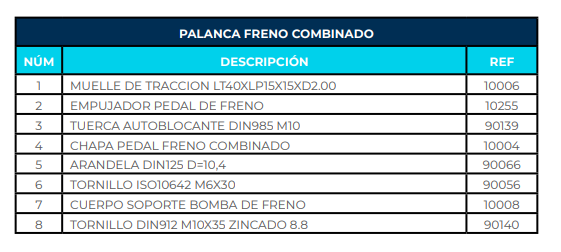 PALANCA FRENO COMBINADO
NÚM DESCRIPCIÓN REF
1 MUELLE DE TRACCION LT40XLP15X15XD2.00 10006
2 EMPUJADOR PEDAL DE FRENO 10255
3 TUERCA AUTOBLOCANTE DIN985 M10 90139
4 CHAPA PEDAL FRENO COMBINADO 10004
5 ARANDELA DIN125 D=10,4 90066
6 TORNILLO ISO10642 M6X30 90056
7 CUERPO SOPORTE BOMBA DE FRENO 10008
8 TORNILLO DIN912 M10X35 ZINCADO 8.8 90140